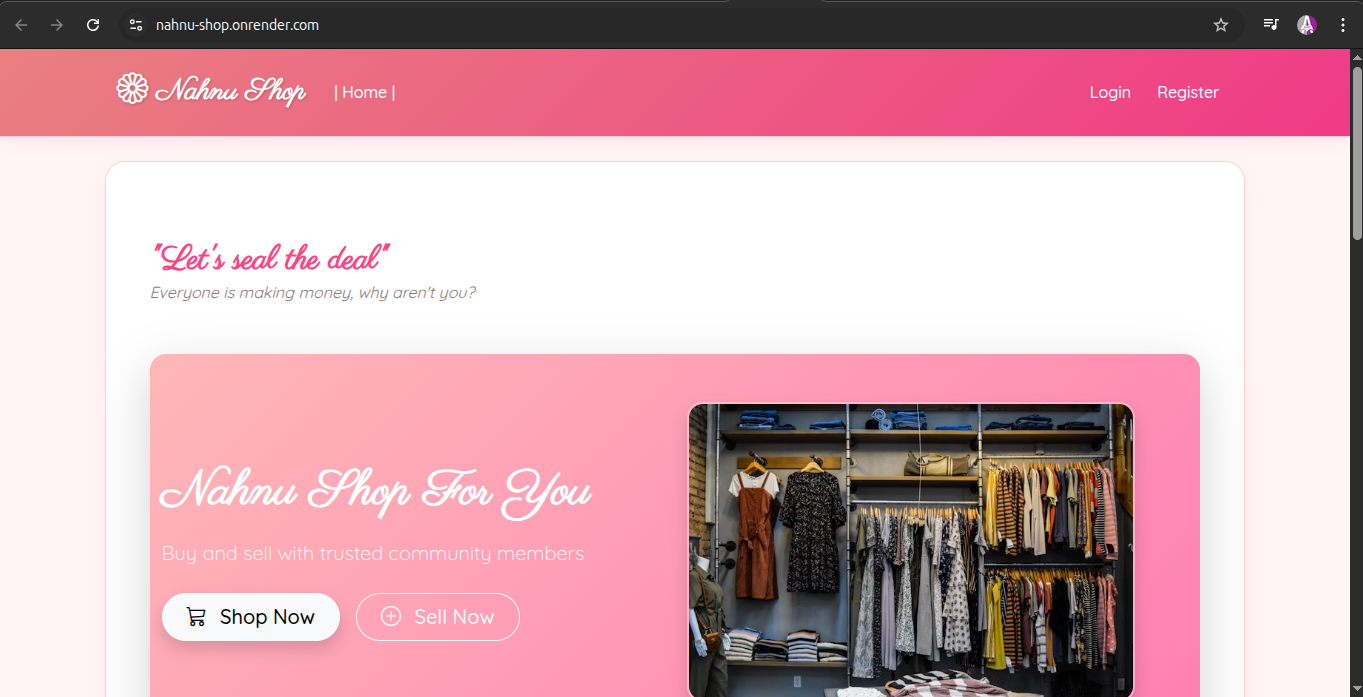 nahnu-shop.onrender.com
Nahnu Shop
| Home |
Login
Register
"Let's seal the deal"
Everyone is making money, why aren't you?
Nahnu Shop For You
Buy and sell with trusted community members
Shop Now
Sell Now